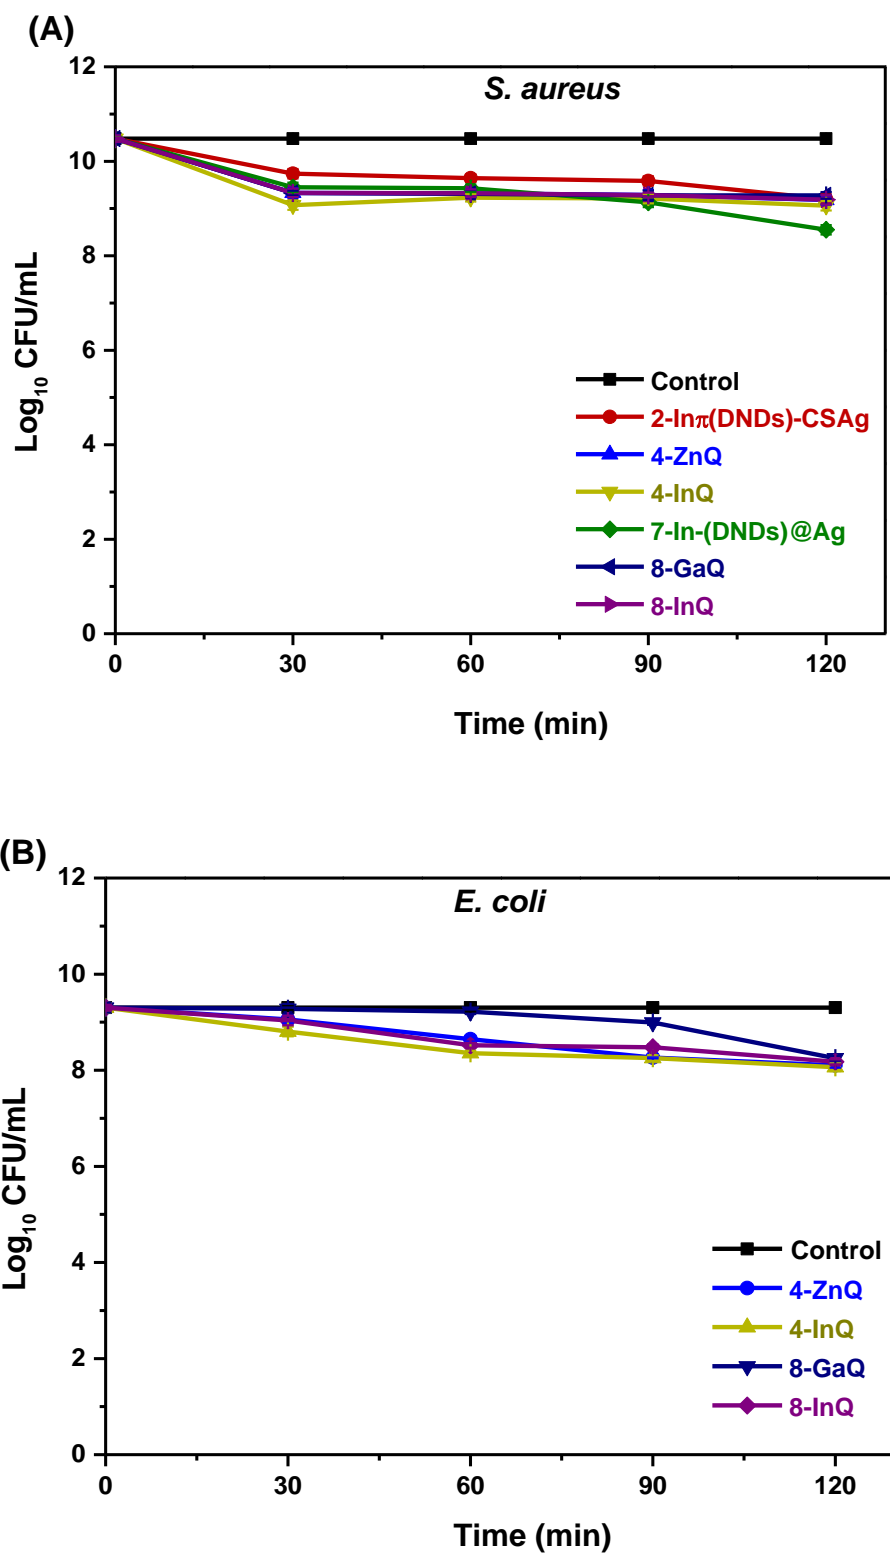 (A)
S. aureus
12
10
8
6
4
2
0
Log₁₀ CFU/mL
Control
2-Inπ(DNDs)-CSAg
4-ZnQ
4-InQ
7-In-(DNDs)@Ag
8-GaQ
8-InQ
0 30 60 90 120
Time (min)
(B)
E. coli
12
10
8
6
4
2
0
Log₁₀ CFU/mL
Control
4-ZnQ
4-InQ
8-GaQ
8-InQ
0 30 60 90 120
Time (min)